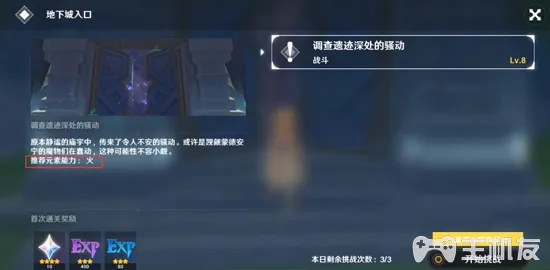 地下城入口
调查遗迹深处的骚动
战斗
Lv.8
调查遗迹深处的骚动
原本静谧的庙宇中，传来了令人不安的骚动。或许是觊觎蒙德安
宁的魔物们在蠢动，这种可能性不容小觑。
推荐元素能力：火
首次通关奖励
EXP EXP
10 400 80
本日剩余挑战次数：3/3
开始挑战
手机友